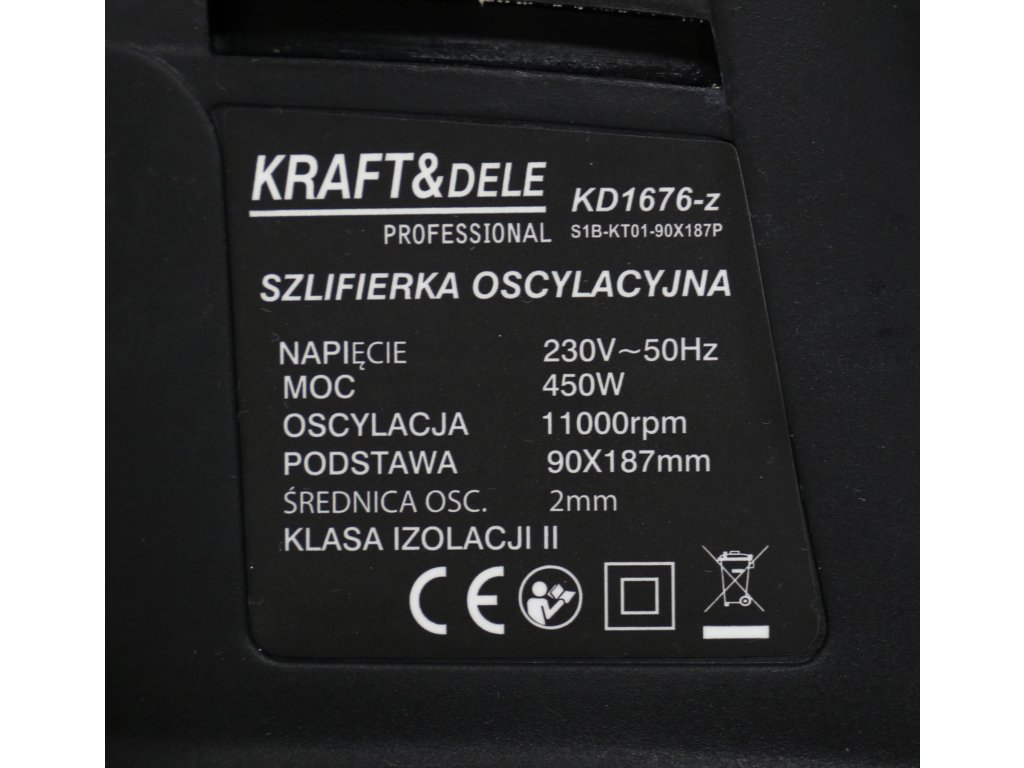 KRAFT&DELE KD1676-z
PROFESSIONAL S1B-KT01-90X187P
SZLIFIERKA OSCYLACYJNA
NAPIĘCIE 230V~50Hz
MOC 450W
OSCYLACJA 11000rpm
PODSTAWA 90X187mm
ŚREDNICA OSC. 2mm
KLASA IZOLACJI II
CE